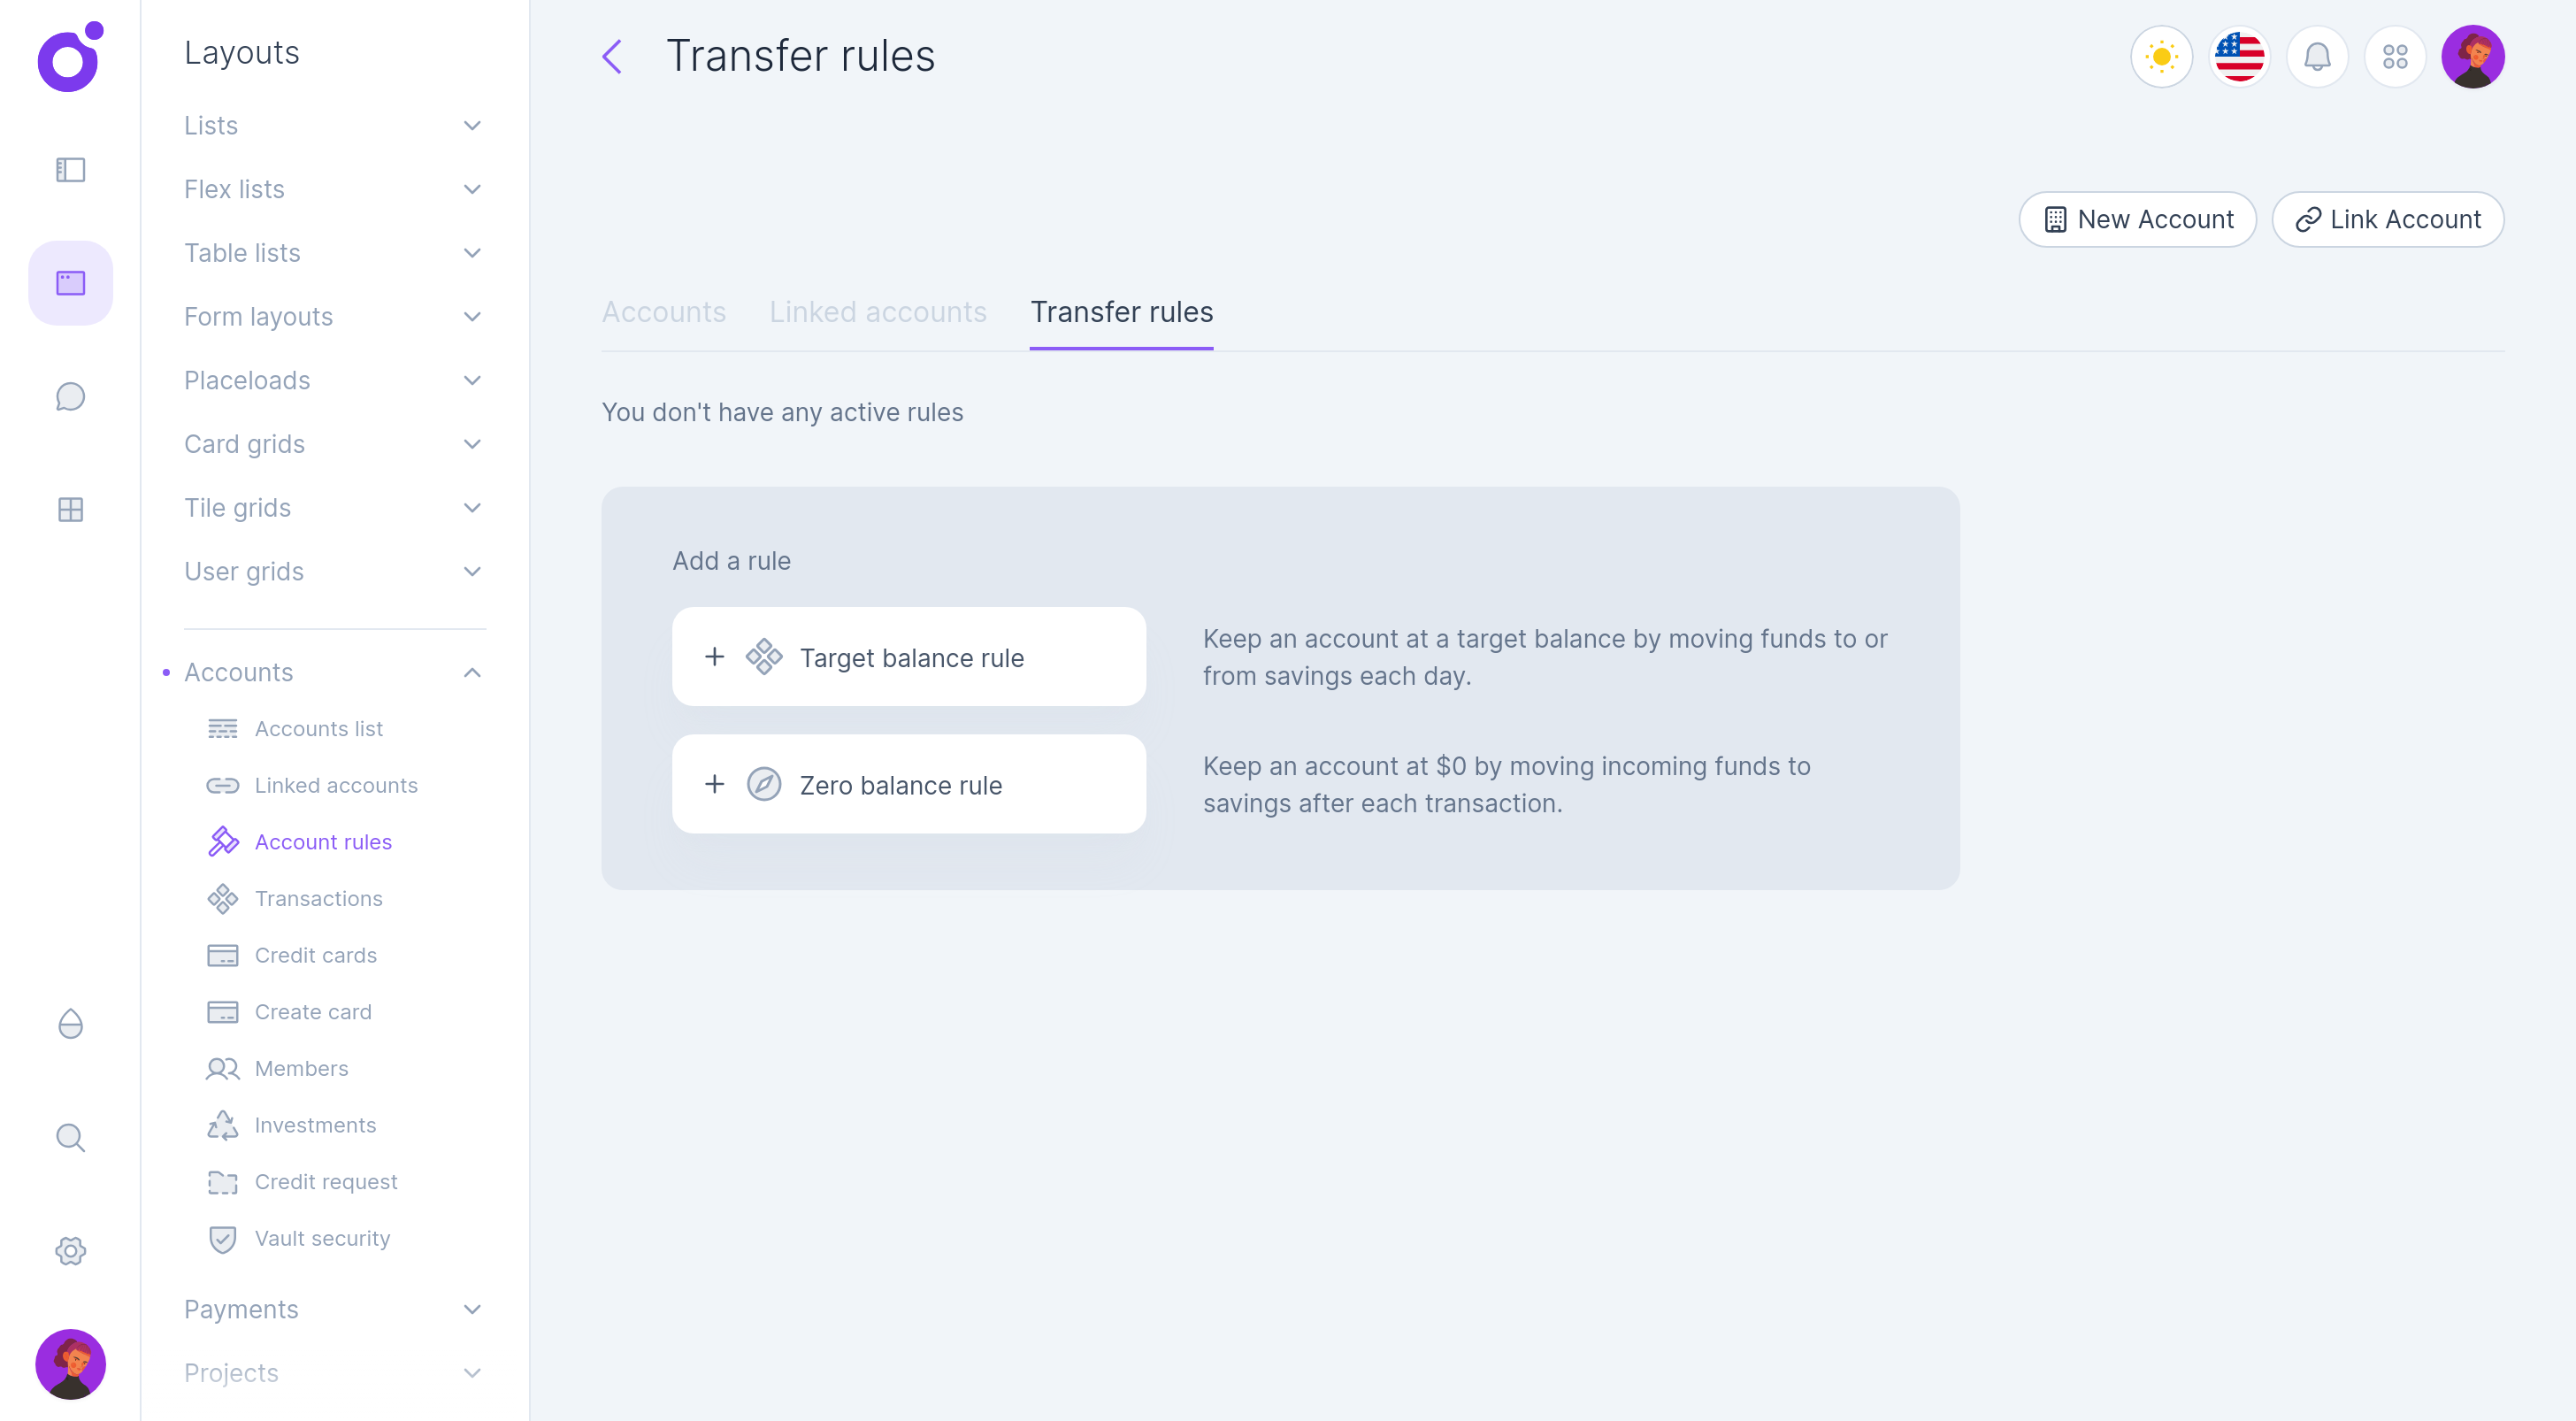 Layouts
Lists
Flex lists
Table lists
Form layouts
Placeloads
Card grids
Tile grids
User grids
Accounts
Accounts list
Linked accounts
Account rules
Transactions
Credit cards
Create card
Members
Investments
Credit request
Vault security
Payments
Projects
Transfer rules
New Account
Link Account
Accounts
Linked accounts
Transfer rules
You don't have any active rules
Add a rule
Target balance rule
Keep an account at a target balance by moving funds to or
from savings each day.
Zero balance rule
Keep an account at $0 by moving incoming funds to
savings after each transaction.